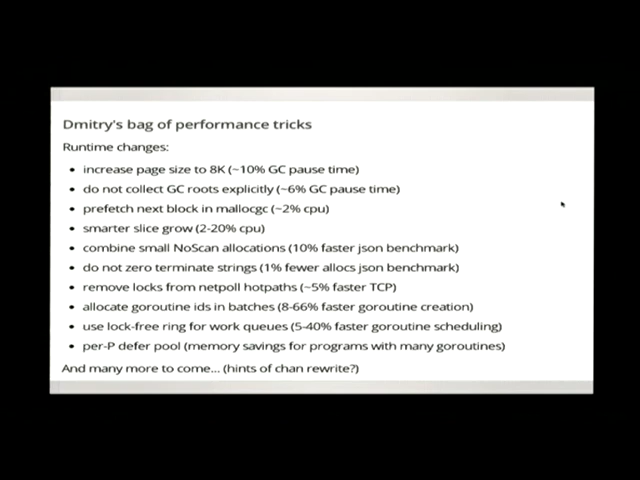 Dmitry's bag of performance tricks
Runtime changes:
• increase page size to 8K (~10% GC pause time)
• do not collect GC roots explicitly (~6% GC pause time)
• prefetch next block in mallocgc (~2% cpu)
• smarter slice grow (2-20% cpu)
• combine small NoScan allocations (10% faster json benchmark)
• do not zero terminate strings (1% fewer allocs json benchmark)
• remove locks from netpoll hotpaths (~5% faster TCP)
• allocate goroutine ids in batches (8-66% faster goroutine creation)
• use lock-free ring for work queues (5-40% faster goroutine scheduling)
• per-P defer pool (memory savings for programs with many goroutines)
And many more to come... (hints of chan rewrite?)